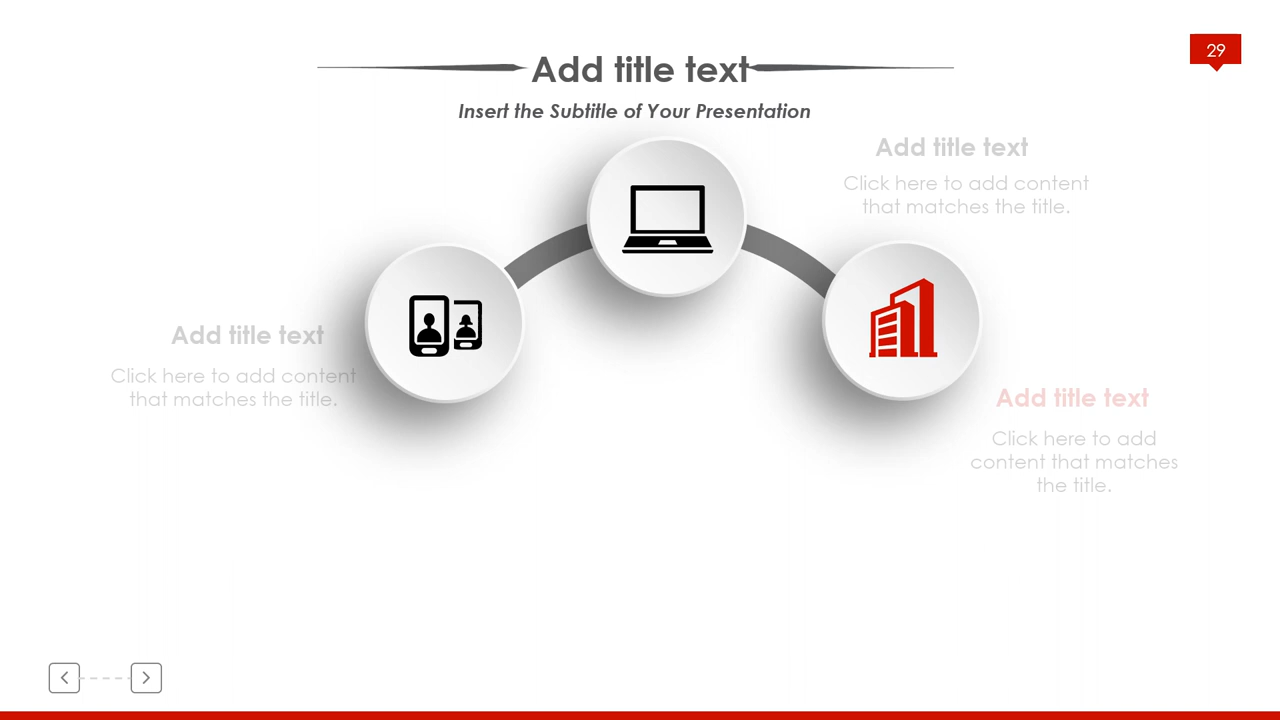 29
Add title text
Insert the Subtitle of Your Presentation
Add title text
Click here to add content
that matches the title.
Add title text
Click here to add content
that matches the title.
Add title text
Click here to add
content that matches
the title.